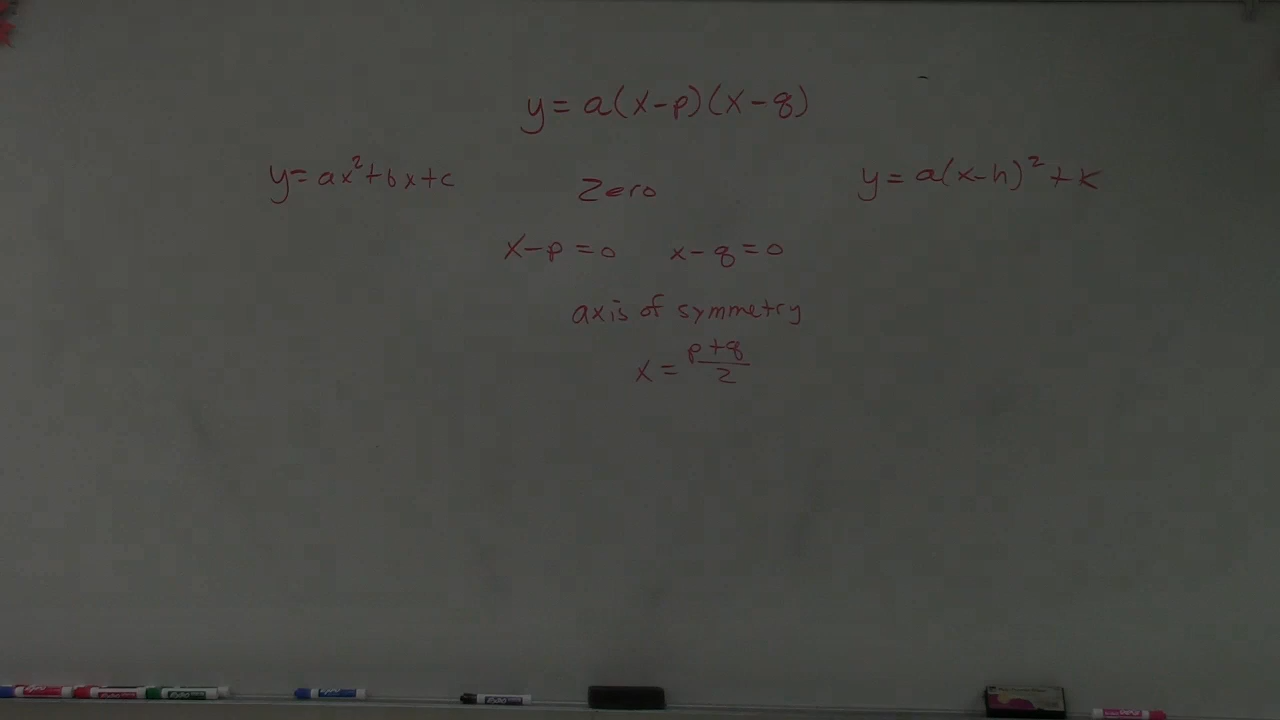 y = a(x-p)(x-q)
y = ax² + bx + c
Zero
y = a(x-h)² + k
x-p = 0 x-q = 0
axis of symmetry
x = (p+q)/2